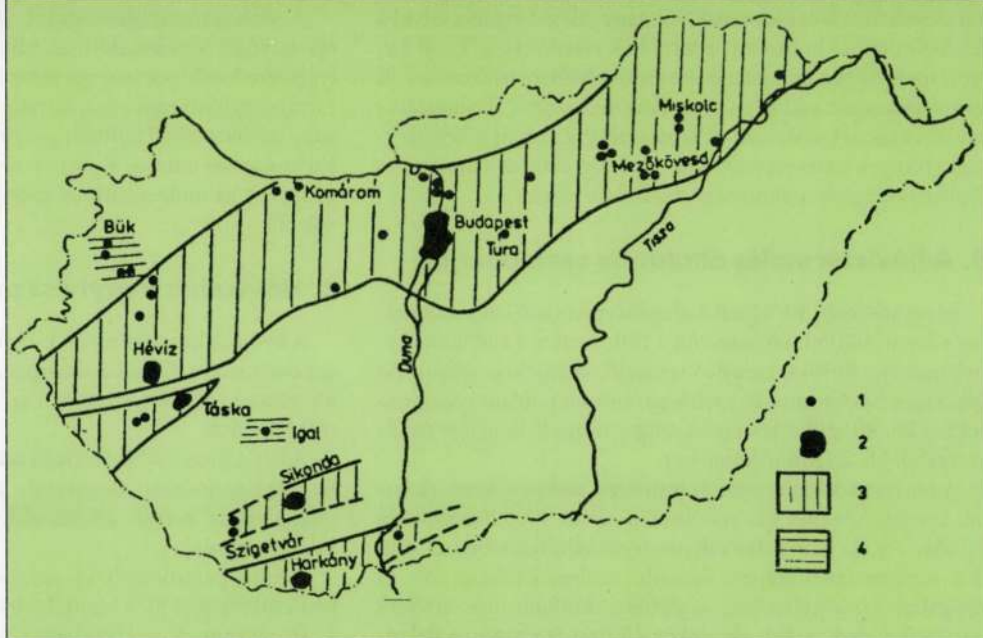 Miskolc
Mezőkövesd
Komárom
Bük
Budapest
Tura
Tisza
Hévíz
Duna
Táska
1
Igal
2
Sikonda
3
Szigetvár
4
Harkány